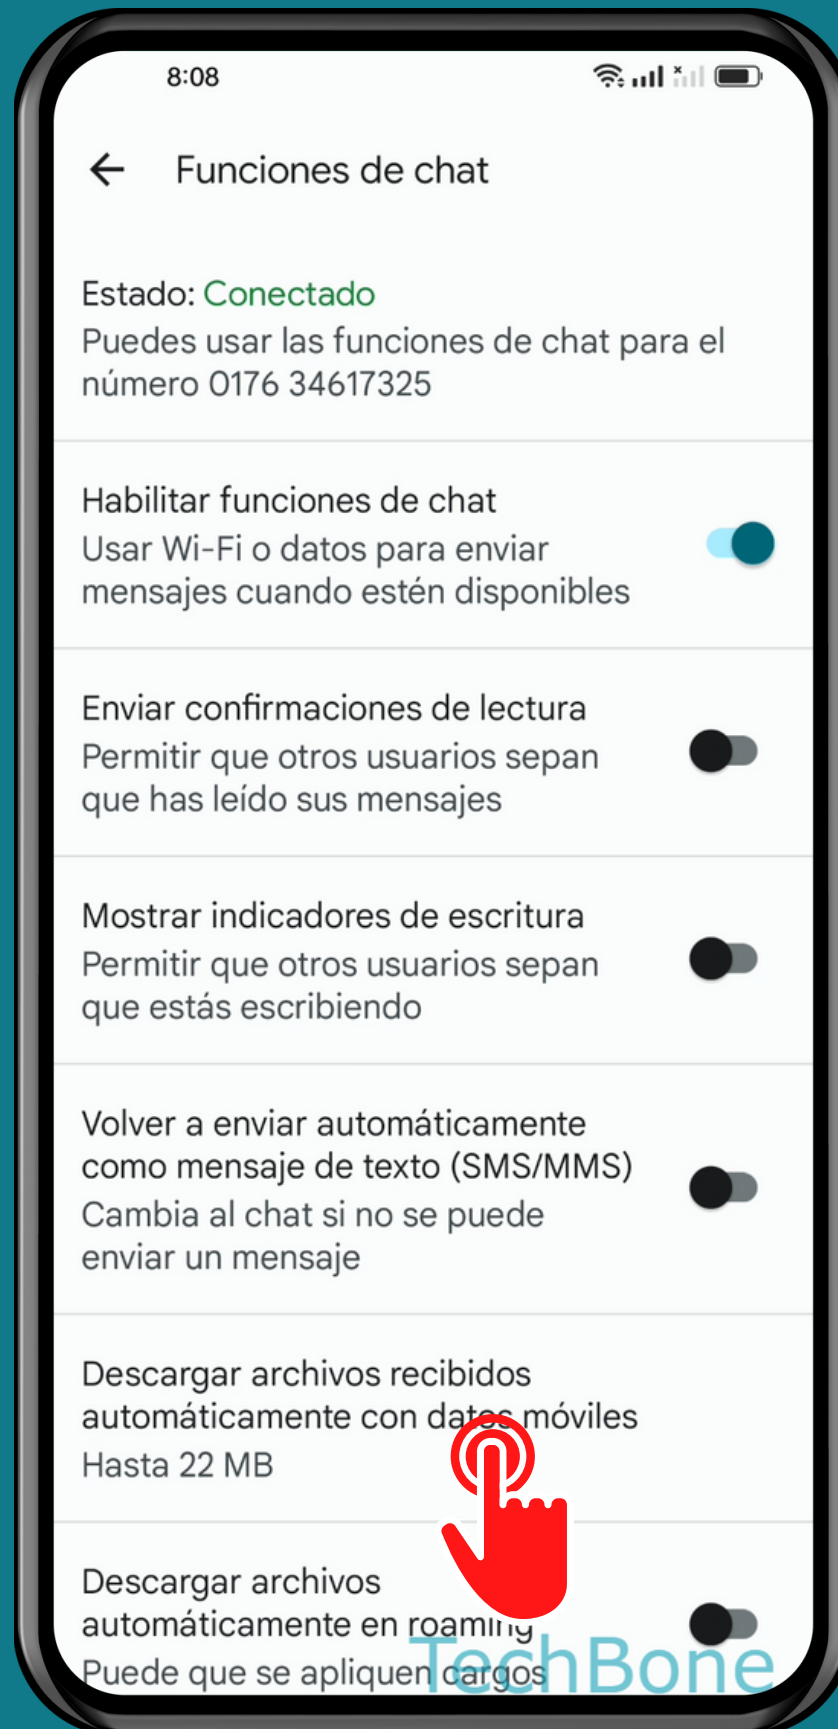 8:08
Funciones de chat
Estado: Conectado
Puedes usar las funciones de chat para el
número 0176 34617325
Habilitar funciones de chat
Usar Wi-Fi o datos para enviar
mensajes cuando estén disponibles
Enviar confirmaciones de lectura
Permitir que otros usuarios sepan
que has leído sus mensajes
Mostrar indicadores de escritura
Permitir que otros usuarios sepan
que estás escribiendo
Volver a enviar automáticamente
como mensaje de texto (SMS/MMS)
Cambia al chat si no se puede
enviar un mensaje
Descargar archivos recibidos
automáticamente con datos móviles
Hasta 22 MB
Descargar archivos
automáticamente en roaming
Puede que se apliquen cargos
TechBone